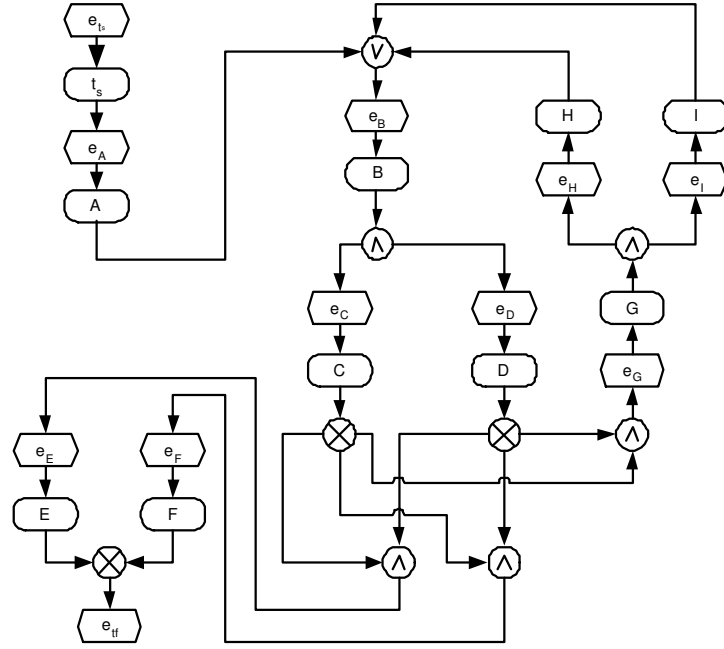 e_ts
t_s
e_A
A
V
e_B
B
H
I
e_H
e_I
Λ
Λ
e_C
e_D
G
C
D
e_G
Λ
e_E
e_F
E
F
Λ
Λ
e_tf